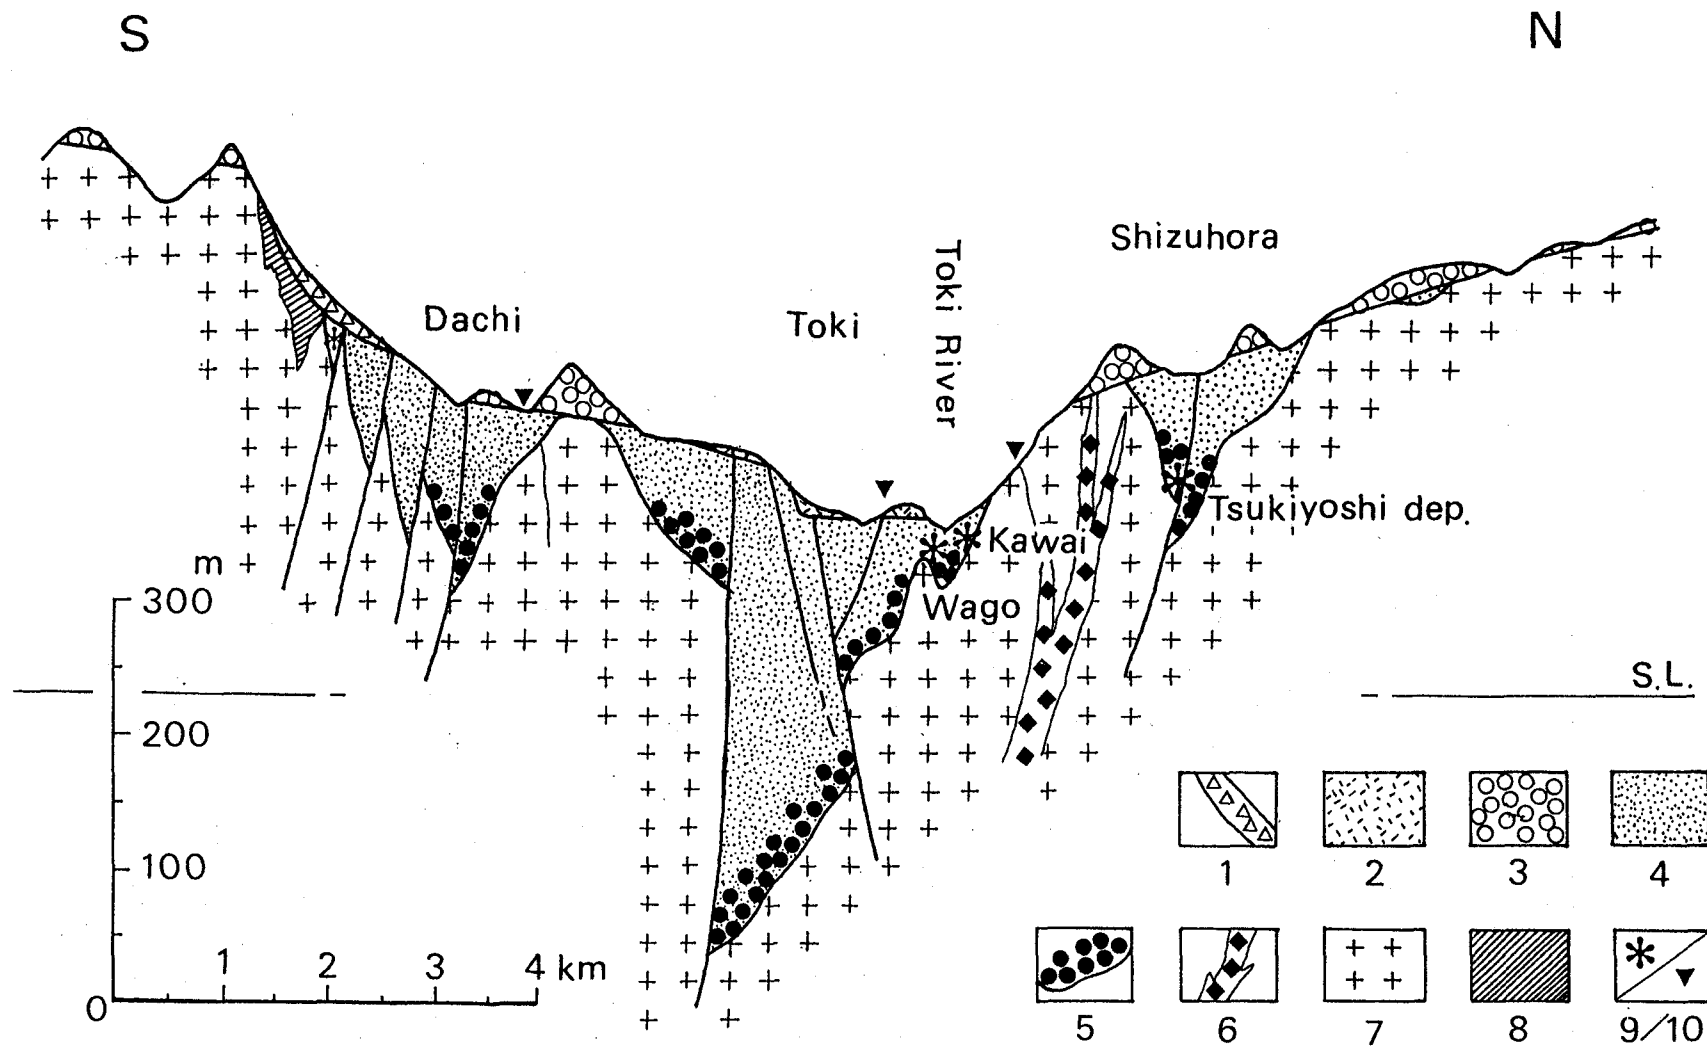 S
N
Shizuhora
Dachi
Toki
Toki River
Tsukiyoshi dep.
Kawai
Wago
m
300
200
100
0
1 2 3 4 km
S.L.
1 2 3 4
5 6 7 8 9/10